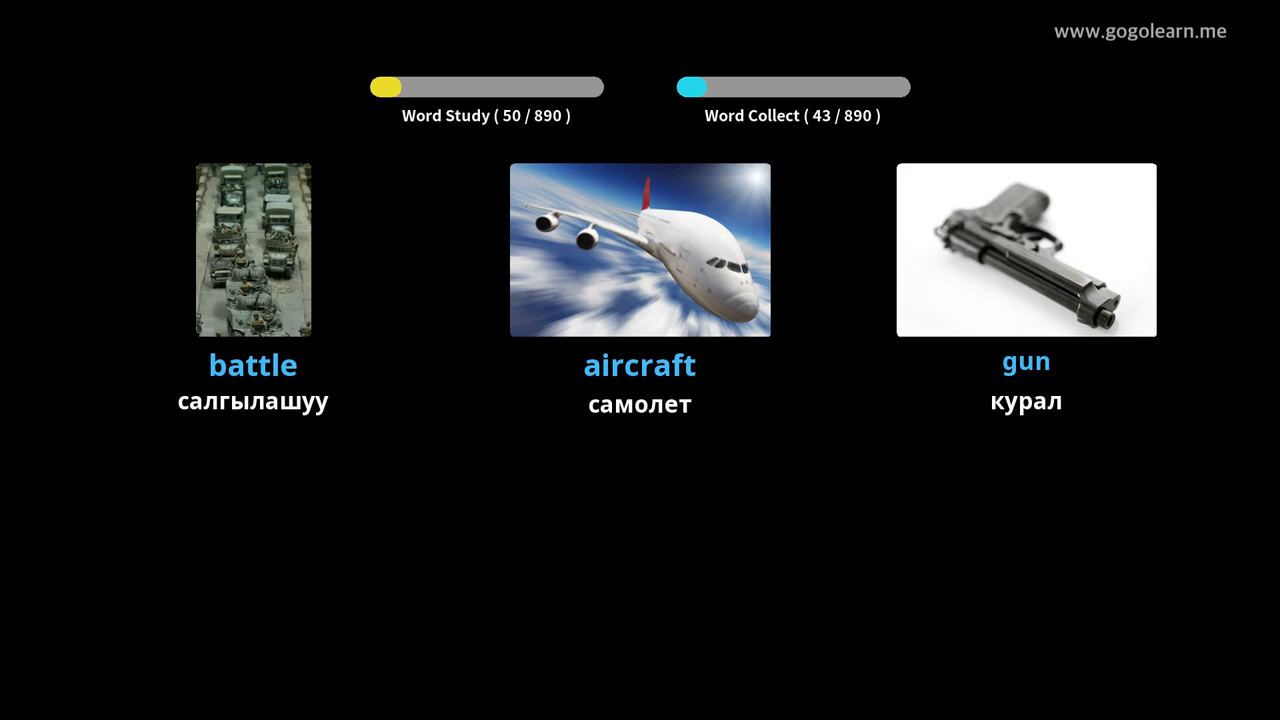 www.gogolearn.me
Word Study ( 50 / 890 )
Word Collect ( 43 / 890 )
battle
салгылашуу
aircraft
самолет
gun
курал